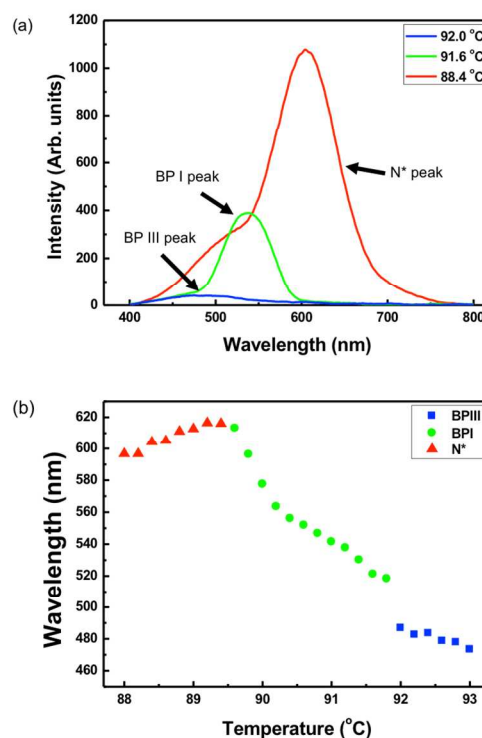 (a)
1200
1000
800
600
400
200
0
Intensity (Arb. units)
92.0 °C
91.6 °C
88.4 °C
BP I peak
N* peak
BP III peak
400 500 600 700 800
Wavelength (nm)
(b)
620
600
580
560
540
520
500
480
460
Wavelength (nm)
BPIII
BPI
N*
88 89 90 91 92 93
Temperature (°C)